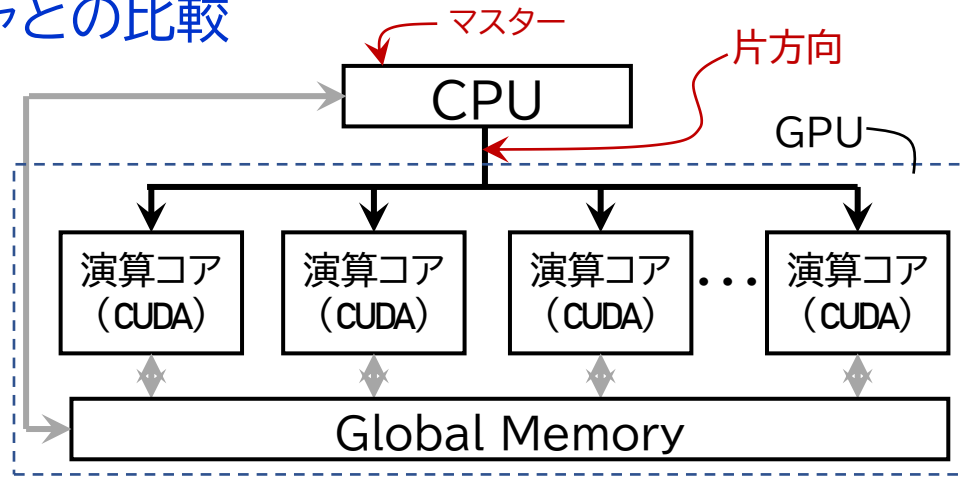 ャとの比較
マスター
片方向
CPU
GPU
演算コア
（CUDA）
演算コア
（CUDA）
演算コア
（CUDA）
・・・
演算コア
（CUDA）
Global Memory